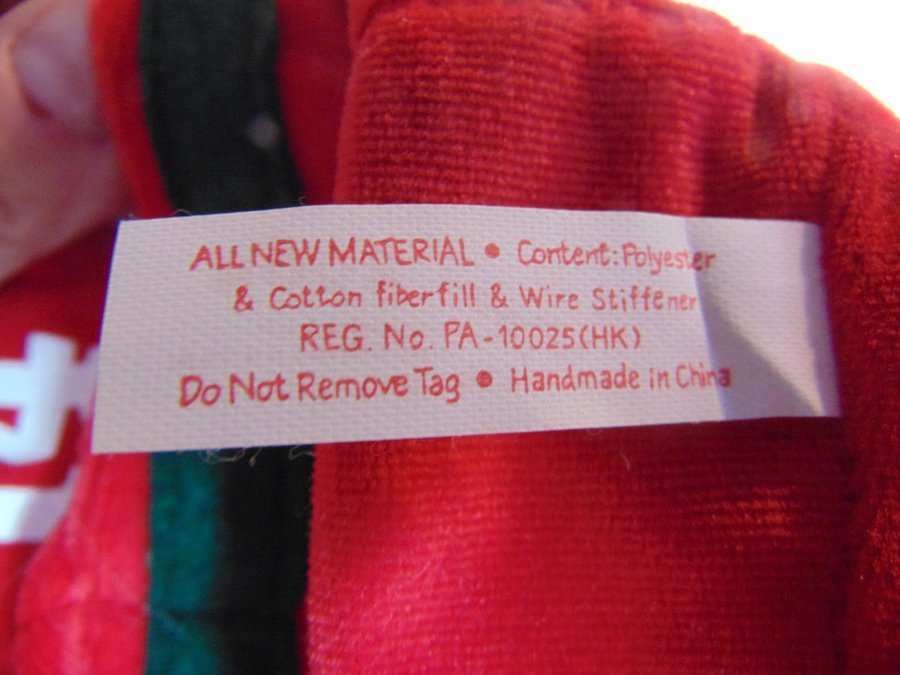 ALL NEW MATERIAL • Content: Polyester
& Cotton fiberfill & Wire Stiffener
REG. No. PA-10025(HK)
Do Not Remove Tag • Handmade in China